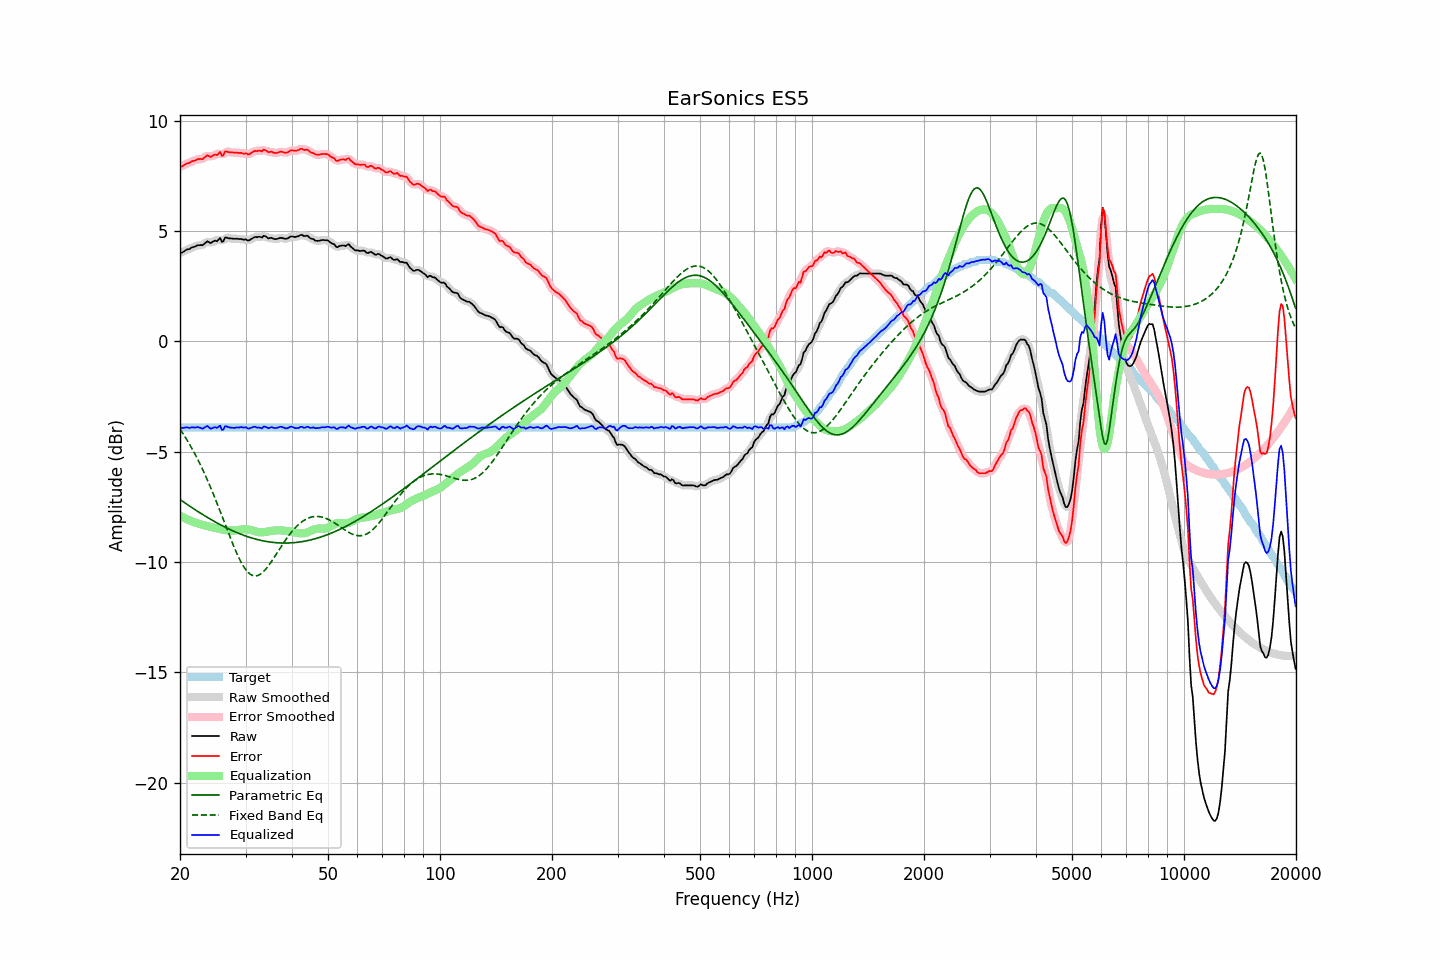 EarSonics ES5
10
5
0
−5
−10
−15
−20
Amplitude (dBr)
Target
Raw Smoothed
Error Smoothed
Raw
Error
Equalization
Parametric Eq
Fixed Band Eq
Equalized
20 50 100 200 500 1000 2000 5000 10000 20000
Frequency (Hz)